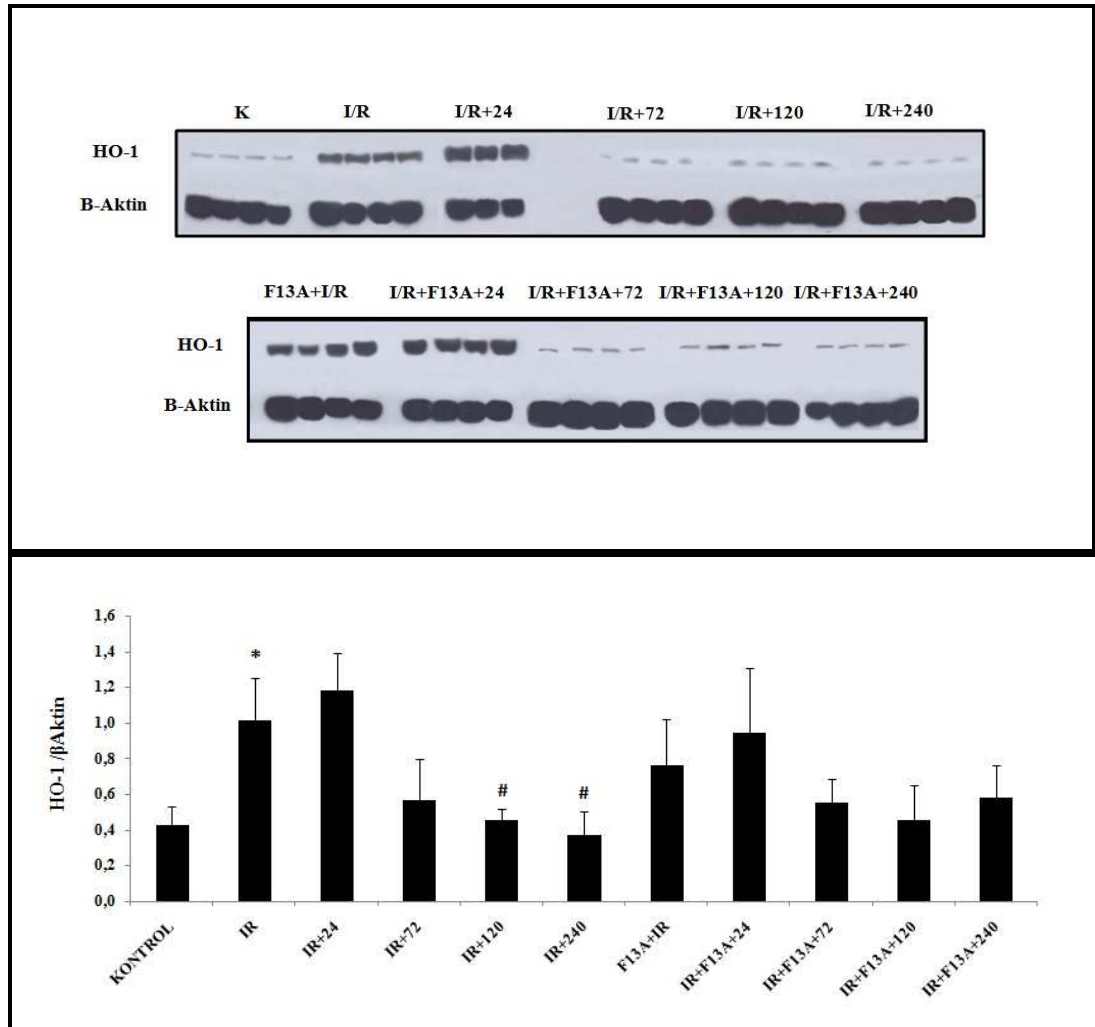 K I/R I/R+24 I/R+72 I/R+120 I/R+240
HO-1
B-Aktin
F13A+I/R I/R+F13A+24 I/R+F13A+72 I/R+F13A+120 I/R+F13A+240
HO-1
B-Aktin
HO-1 /βAktin
1,6
1,4
1,2
1,0
0,8
0,6
0,4
0,2
0,0
*
#
#
KONTROL
IR
IR+24
IR+72
IR+120
IR+240
F13A+IR
IR+F13A+24
IR+F13A+72
IR+F13A+120
IR+F13A+240